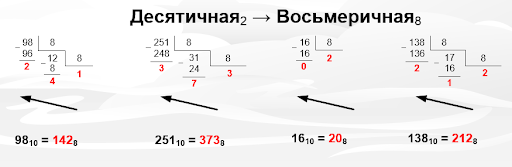 Десятичная₂ → Восьмеричная₈
98 8
96 12 8
2 8 1
4
251 8
248 31 8
3 24 3
7
16 8
16 2
0
138 8
136 17 8
2 16 2
1
98₁₀ = 142₈
251₁₀ = 373₈
16₁₀ = 20₈
138₁₀ = 212₈